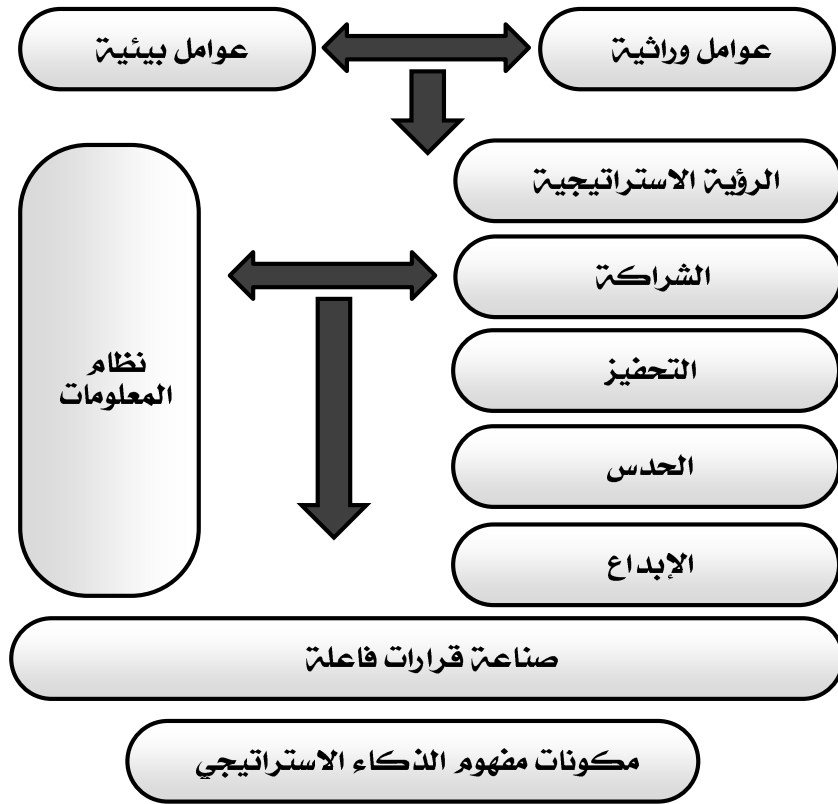 عوامل وراثية
عوامل بيئية
الرؤية الاستراتيجية
الشراكة
التحفيز
الحدس
الإبداع
نظام
المعلومات
صناعة قرارات فاعلة
مكونات مفهوم الذكاء الاستراتيجي